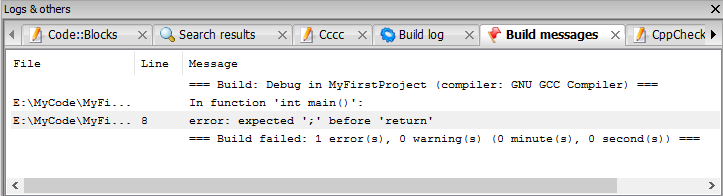 Logs & others
Code::Blocks Search results Cccc Build log Build messages CppCheck
File Line Message
=== Build: Debug in MyFirstProject (compiler: GNU GCC Compiler) ===
E:\MyCode\MyFi... In function 'int main()':
E:\MyCode\MyFi... 8 error: expected ';' before 'return'
=== Build failed: 1 error(s), 0 warning(s) (0 minute(s), 0 second(s)) ===